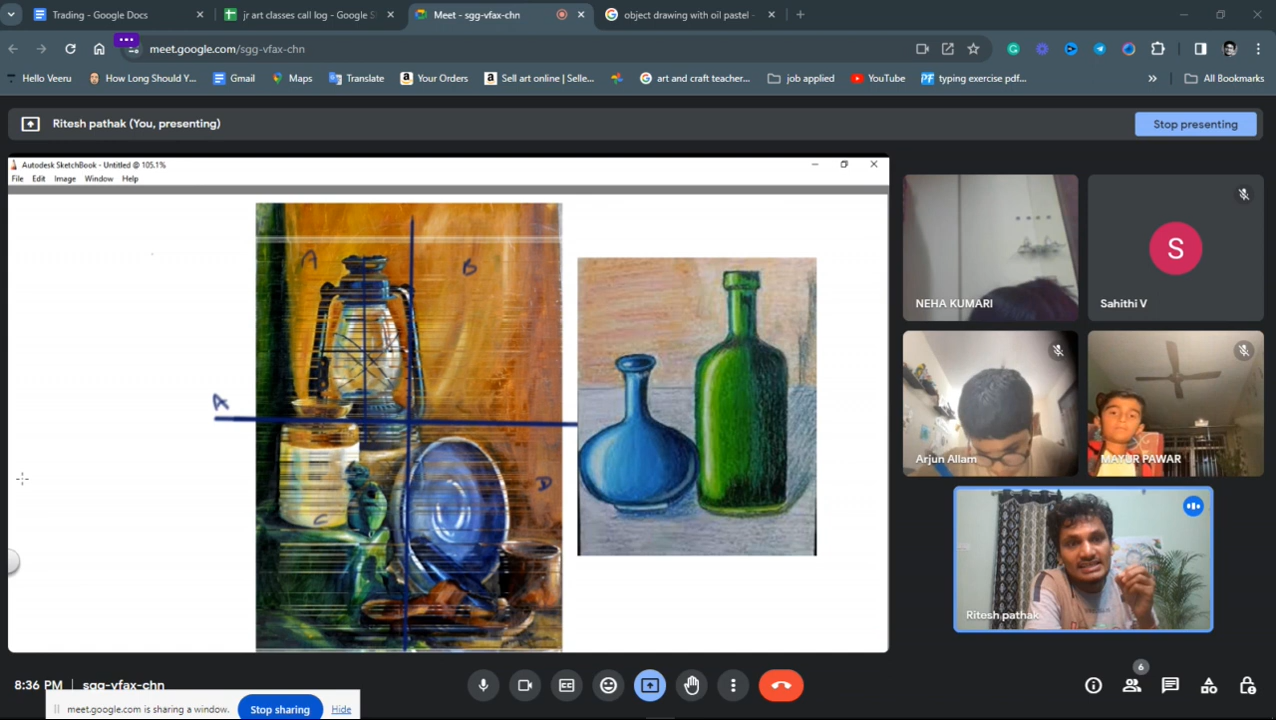 Trading - Google Docs
jr art classes call log - Google S
Meet - sgg-vfax-chn
object drawing with oil pastel -
meet.google.com/sgg-vfax-chn
Hello Veeru
How Long Should Y...
Gmail
Maps
Translate
Your Orders
Sell art online | Selle...
art and craft teacher...
job applied
YouTube
typing exercise pdf...
All Bookmarks
Ritesh pathak (You, presenting)
Stop presenting
Autodesk SketchBook - Untitled @ 105.1%
File Edit Image Window Help
A
B
A
C
D
NEHA KUMARI
S
Sahithi V
Arjun Allam
MAYUR PAWAR
Ritesh pathak
8:36 PM | sgg-vfax-chn
6
meet.google.com is sharing a window.
Stop sharing
Hide